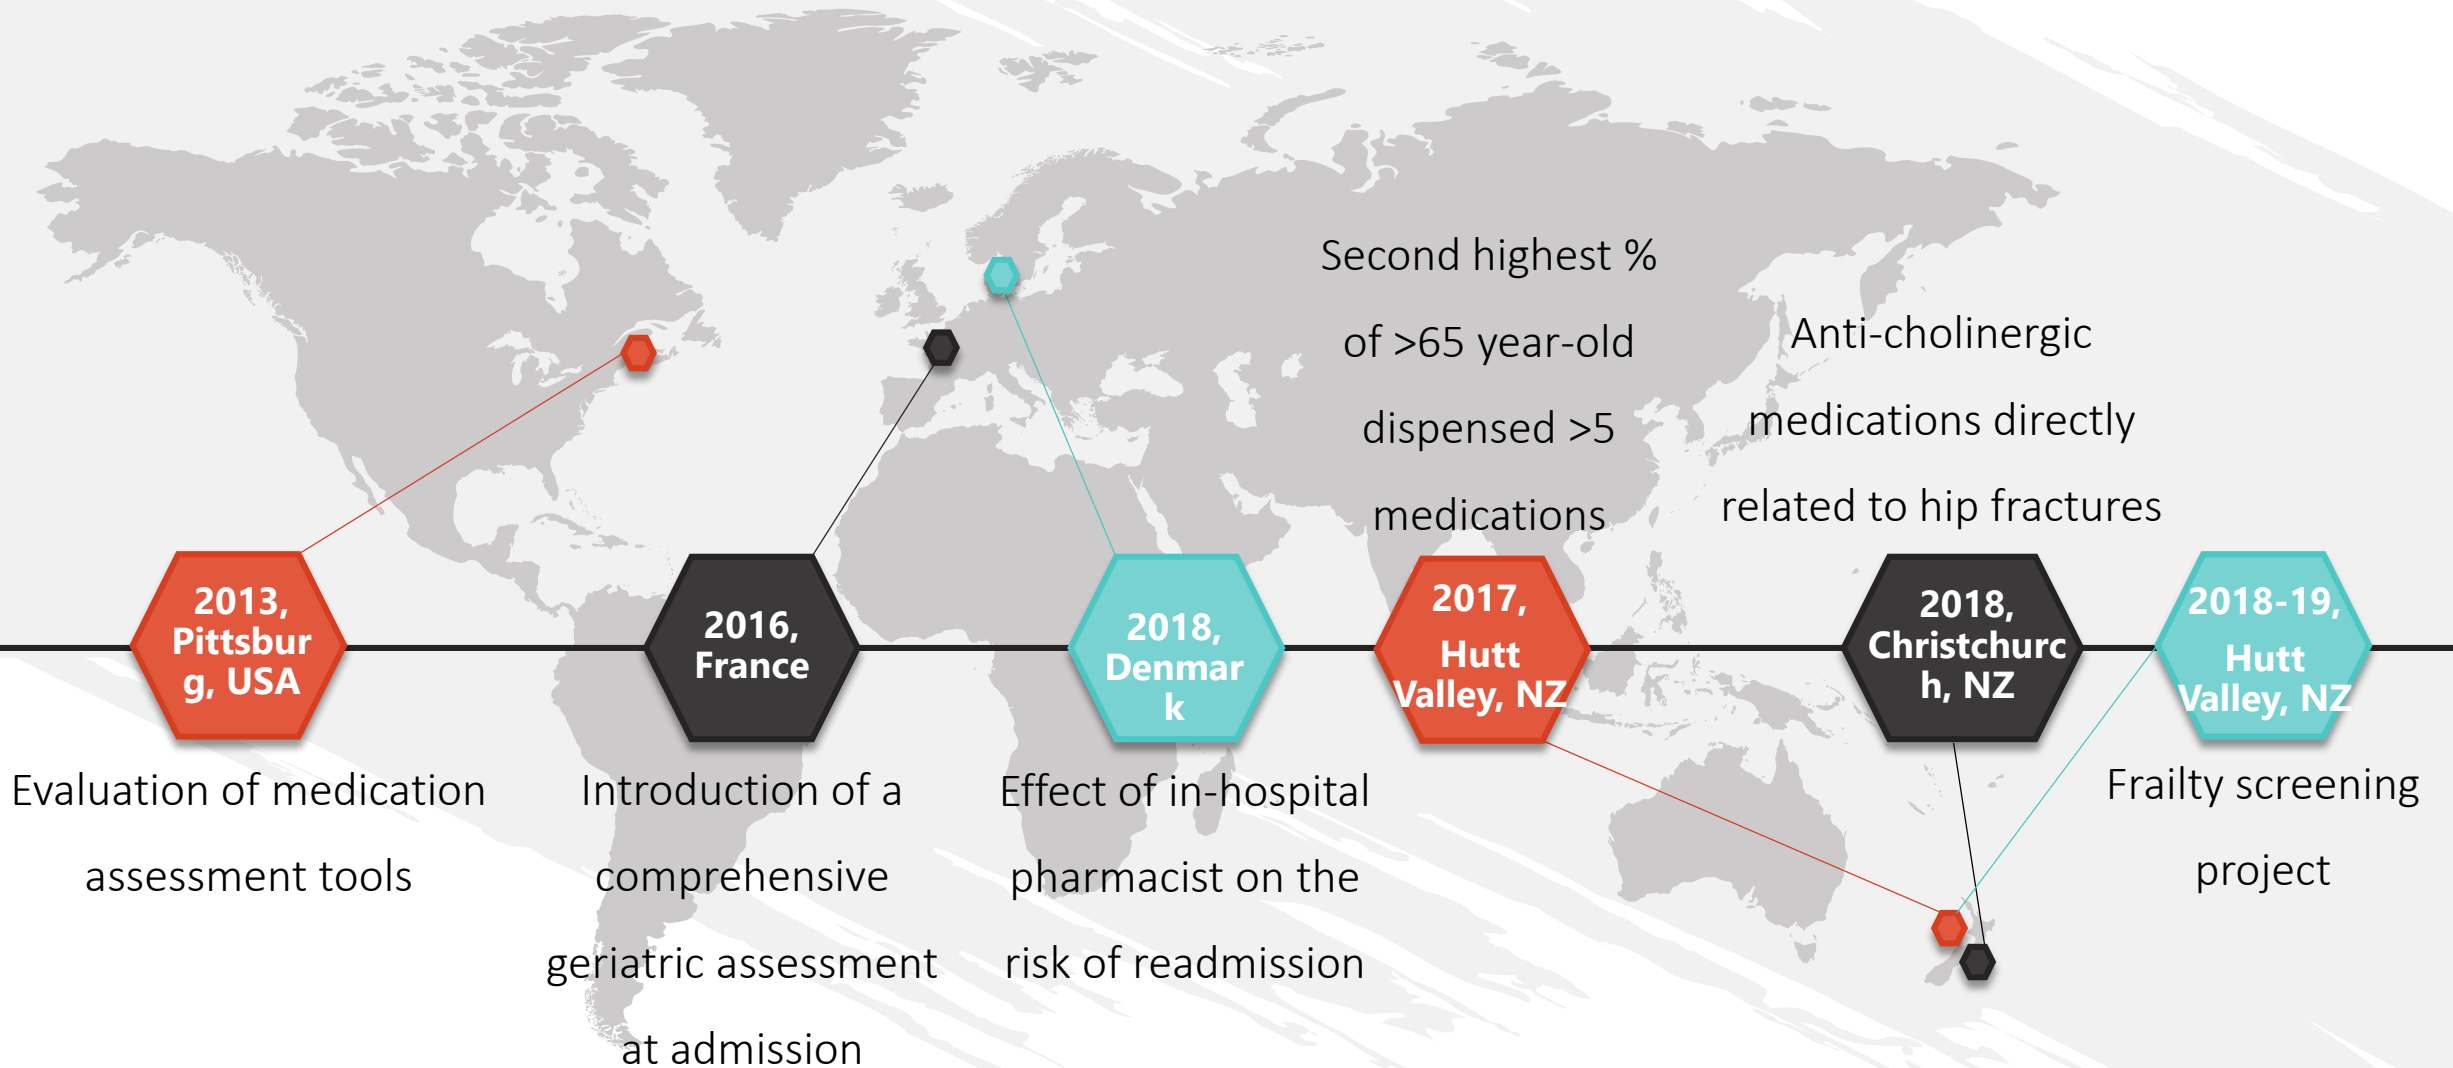 Second highest %
of >65 year-old
dispensed >5
medications
Anti-cholinergic
medications directly
related to hip fractures
2013,
Pittsbur
g, USA
2016,
France
2018,
Denmar
k
2017,
Hutt
Valley, NZ
2018,
Christchurc
h, NZ
2018-19,
Hutt
Valley, NZ
Evaluation of medication
assessment tools
Introduction of a
comprehensive
geriatric assessment
at admission
Effect of in-hospital
pharmacist on the
risk of readmission
Frailty screening
project